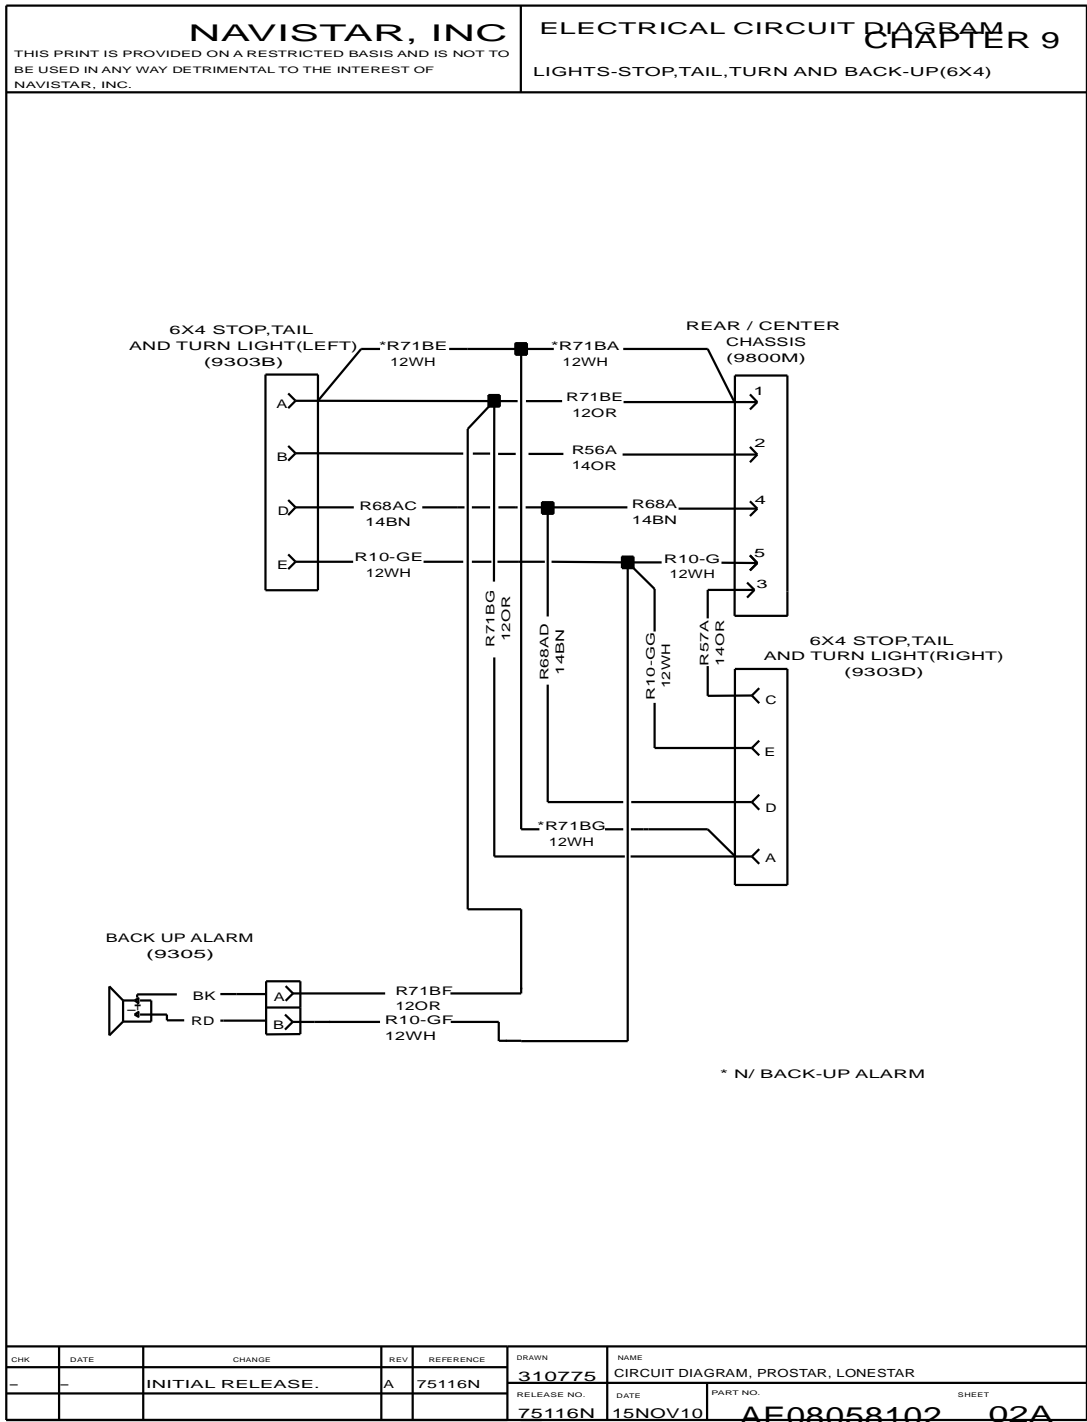 NAVISTAR, INC
THIS PRINT IS PROVIDED ON A RESTRICTED BASIS AND IS NOT TO
BE USED IN ANY WAY DETRIMENTAL TO THE INTEREST OF
NAVISTAR, INC.
ELECTRICAL CIRCUIT DIAGRAM
CHAPTER 9
LIGHTS-STOP,TAIL,TURN AND BACK-UP(6X4)
6X4 STOP,TAIL
AND TURN LIGHT(LEFT)
(9303B)
*R71BE
12WH
*R71BA
12WH
REAR / CENTER
CHASSIS
(9800M)
A
R71BE
12OR
1
B
R56A
14OR
2
D
R68AC
14BN
R68A
14BN
4
E
R10-GE
12WH
R10-G
12WH
5
3
R71BG
12OR
R68AD
14BN
R10-GG
12WH
R57A
14OR
6X4 STOP,TAIL
AND TURN LIGHT(RIGHT)
(9303D)
C
E
D
*R71BG
12WH
A
BACK UP ALARM
(9305)
BK
A
R71BF
12OR
RD
B
R10-GF
12WH
* N/ BACK-UP ALARM
CHK
DATE
CHANGE
REV
REFERENCE
DRAWN
NAME
–
–
INITIAL RELEASE.
A
75116N
310775
CIRCUIT DIAGRAM, PROSTAR, LONESTAR
RELEASE NO.
DATE
PART NO.
SHEET
75116N
15NOV10
AF08058102
02A